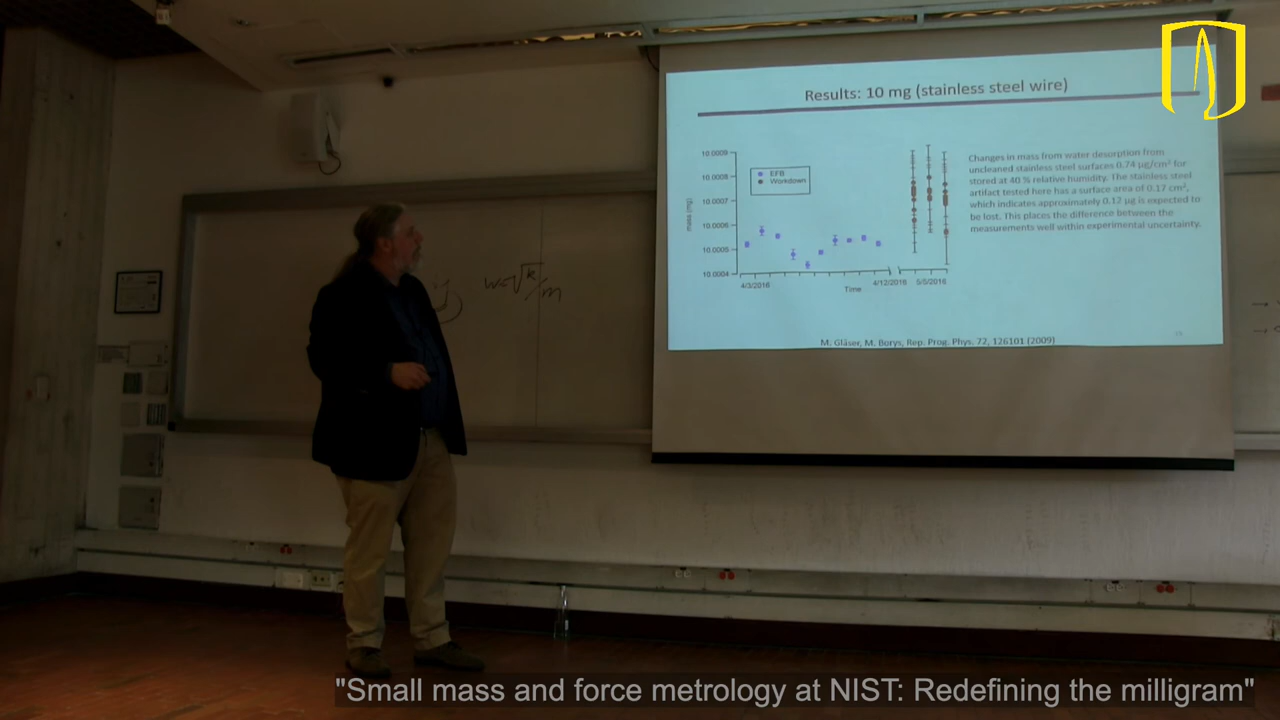 Results: 10 mg (stainless steel wire)
10.0009
10.0008
10.0007
10.0006
10.0005
10.0004
mass (mg)
EFB
Workdown
4/3/2016
Time
4/12/2016
5/5/2016
Changes in mass from water desorption from
uncleaned stainless steel surfaces 0.74 µg/cm² for
stored at 40 % relative humidity. The stainless steel
artifact tested here has a surface area of 0.17 cm²,
which indicates approximately 0.12 µg is expected to
be lost. This places the difference between the
measurements well within experimental uncertainty.
M. Gläser, M. Borys, Rep. Prog. Phys. 72, 126101 (2009)
"Small mass and force metrology at NIST: Redefining the milligram"